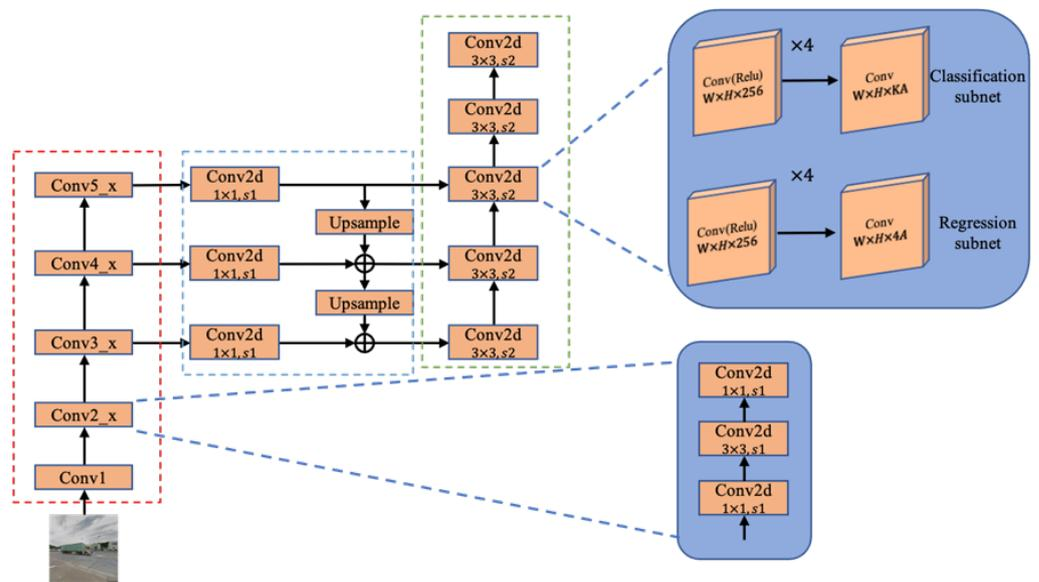 Conv5_x
Conv4_x
Conv3_x
Conv2_x
Conv1
Conv2d
1×1,s1
Conv2d
1×1,s1
Conv2d
1×1,s1
Upsample
Upsample
Conv2d
3×3,s2
Conv2d
3×3,s2
Conv2d
3×3,s2
Conv2d
3×3,s2
Conv2d
3×3,s2
Conv(Relu)
W×H×256
×4
Conv
W×H×KA
Classification
subnet
Conv(Relu)
W×H×256
×4
Conv
W×H×4A
Regression
subnet
Conv2d
1×1,s1
Conv2d
3×3,s1
Conv2d
1×1,s1